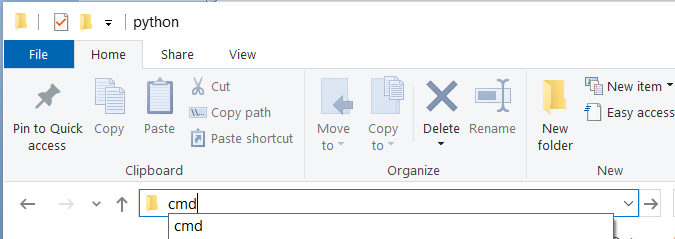 python
File Home Share View
Pin to Quick access
Copy
Paste
Cut
Copy path
Paste shortcut
Clipboard
Move to
Copy to
Delete
Rename
Organize
New folder
New item
Easy access
New
cmd
cmd